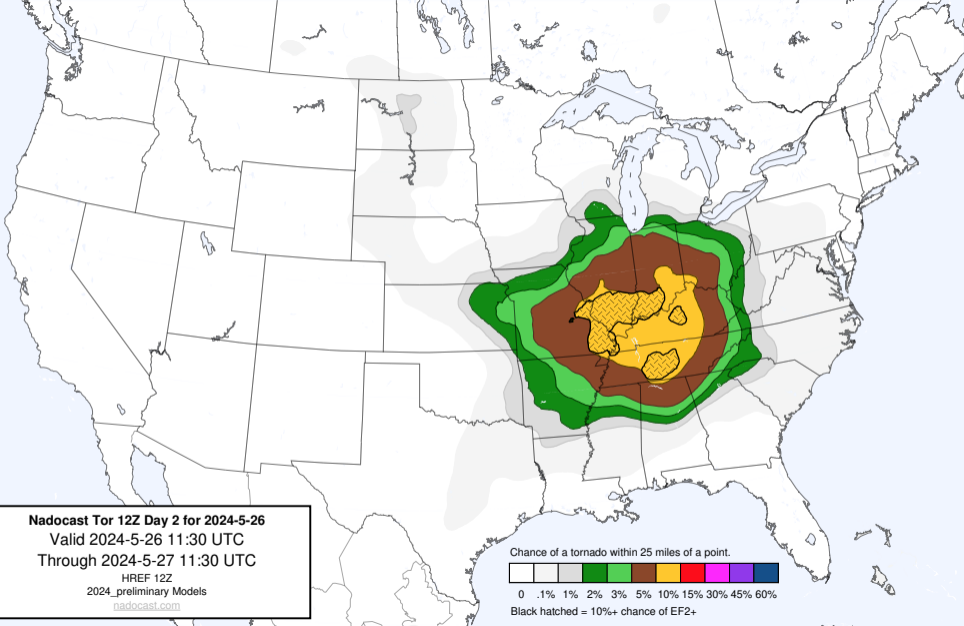 Nadocast Tor 12Z Day 2 for 2024-5-26
Valid 2024-5-26 11:30 UTC
Through 2024-5-27 11:30 UTC
HREF 12Z
2024_preliminary Models
nadocast.com
Chance of a tornado within 25 miles of a point.
0 .1% 1% 2% 3% 5% 10% 15% 30% 45% 60%
Black hatched = 10%+ chance of EF2+